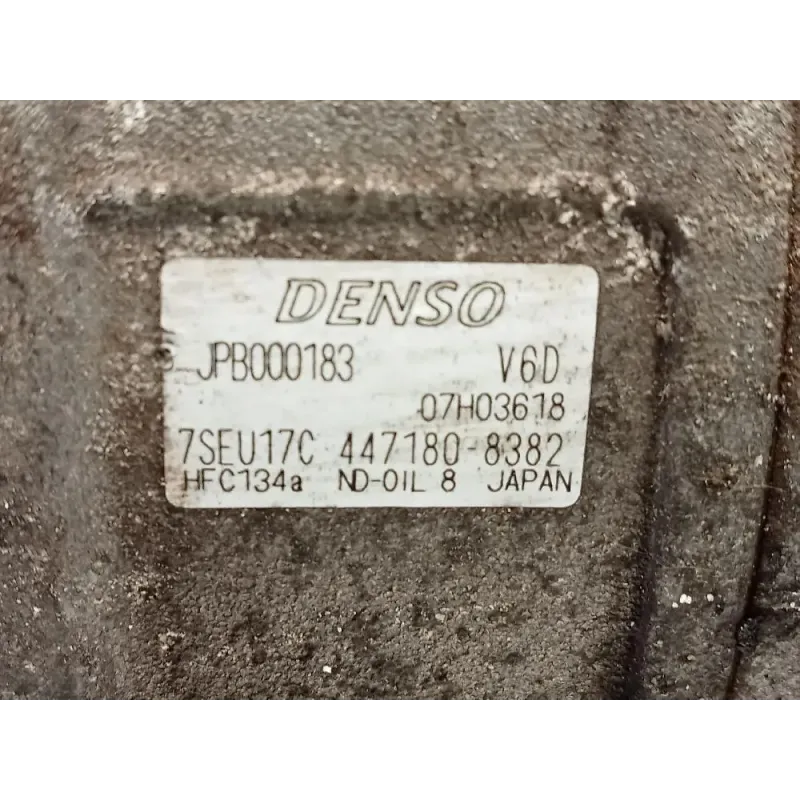 DENSO
JPB000183 V6D
07H03618
7SEU17C 447180-8382
HFC134a ND-OIL 8 JAPAN